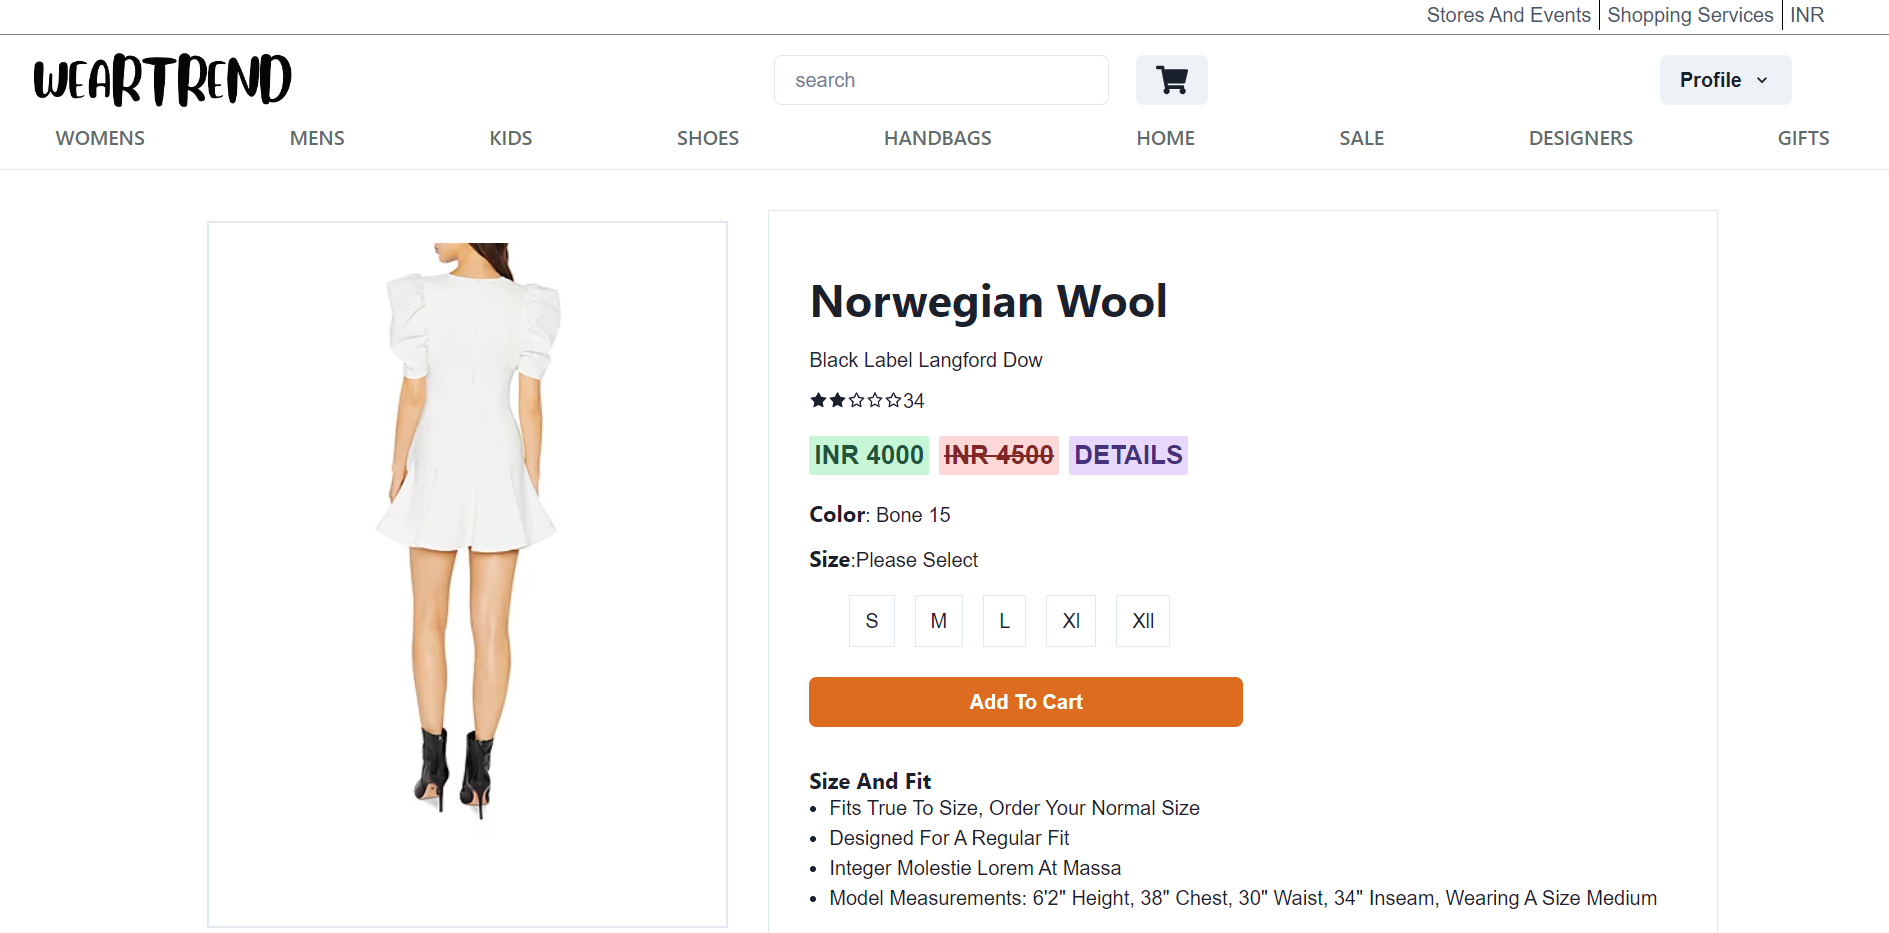 Stores And Events Shopping Services INR
WEARTREND
search
Profile
WOMENS MENS KIDS SHOES HANDBAGS HOME SALE DESIGNERS GIFTS
Norwegian Wool
Black Label Langford Dow
34
INR 4000 INR 4500 DETAILS
Color: Bone 15
Size:Please Select
S M L Xl Xll
Add To Cart
Size And Fit
• Fits True To Size, Order Your Normal Size
• Designed For A Regular Fit
• Integer Molestie Lorem At Massa
• Model Measurements: 6'2" Height, 38" Chest, 30" Waist, 34" Inseam, Wearing A Size Medium